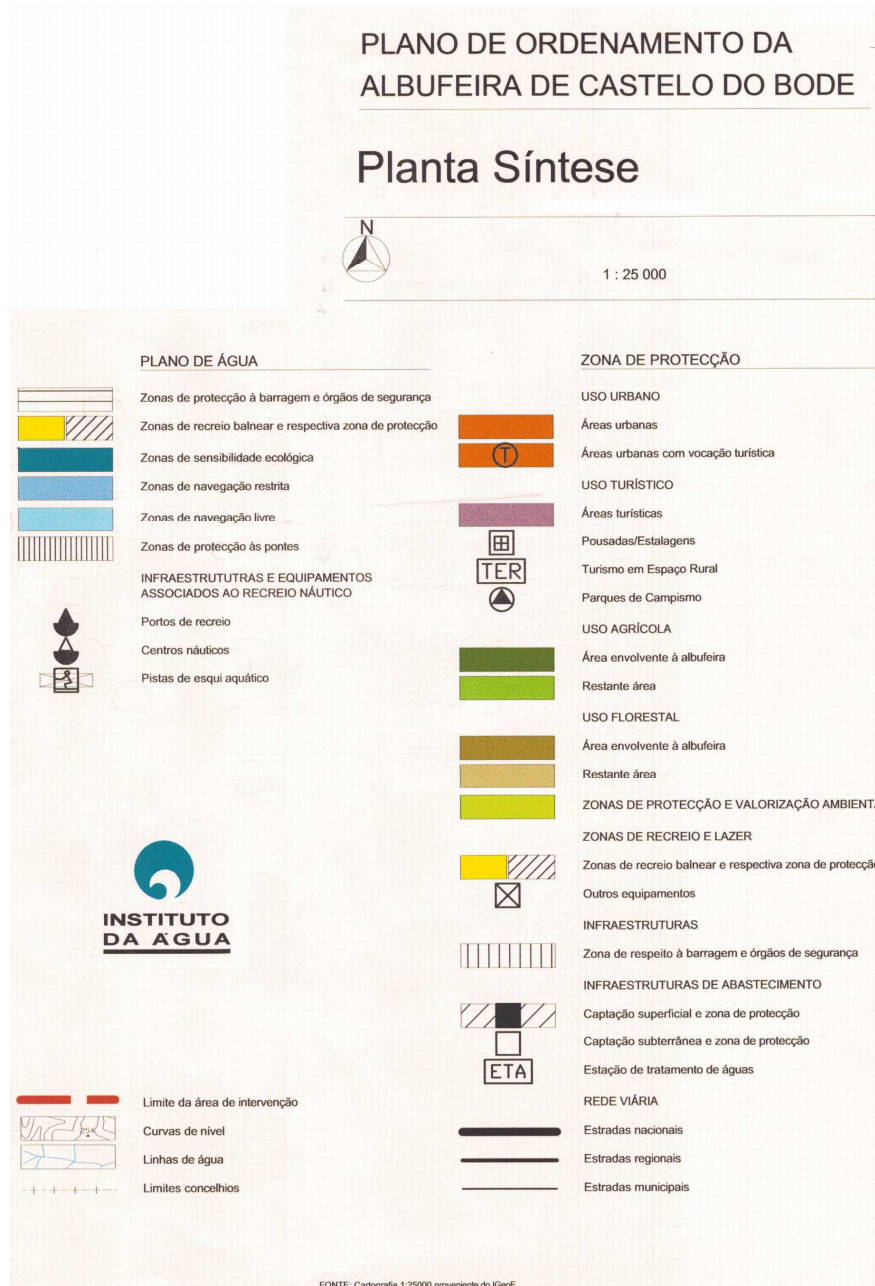 PLANO DE ORDENAMENTO DA
ALBUFEIRA DE CASTELO DO BODE
Planta Síntese
N
1 : 25 000
PLANO DE ÁGUA
Zonas de protecção à barragem e órgãos de segurança
Zonas de recreio balnear e respectiva zona de protecção
Zonas de sensibilidade ecológica
Zonas de navegação restrita
Zonas de navegação livre
Zonas de protecção às pontes
INFRAESTRUTUTRAS E EQUIPAMENTOS
ASSOCIADOS AO RECREIO NÁUTICO
Portos de recreio
Centros náuticos
Pistas de esqui aquático
INSTITUTO
DA AGUA
Limite da área de intervenção
Curvas de nível
Linhas de água
Limites concelhios
ZONA DE PROTECÇÃO
USO URBANO
Áreas urbanas
T
Áreas urbanas com vocação turística
USO TURÍSTICO
Áreas turísticas
Pousadas/Estalagens
TER
Turismo em Espaço Rural
Parques de Campismo
USO AGRÍCOLA
Área envolvente à albufeira
Restante área
USO FLORESTAL
Área envolvente à albufeira
Restante área
ZONAS DE PROTECÇÃO E VALORIZAÇÃO AMBIENTA
ZONAS DE RECREIO E LAZER
Zonas de recreio balnear e respectiva zona de protecção
Outros equipamentos
INFRAESTRUTURAS
Zona de respeito à barragem e órgãos de segurança
INFRAESTRUTURAS DE ABASTECIMENTO
Captação superficial e zona de protecção
Captação subterrânea e zona de protecção
ETA
Estação de tratamento de águas
REDE VIÁRIA
Estradas nacionais
Estradas regionais
Estradas municipais
FONTE: Cartografia 1:25000 proveniente do IGeoE